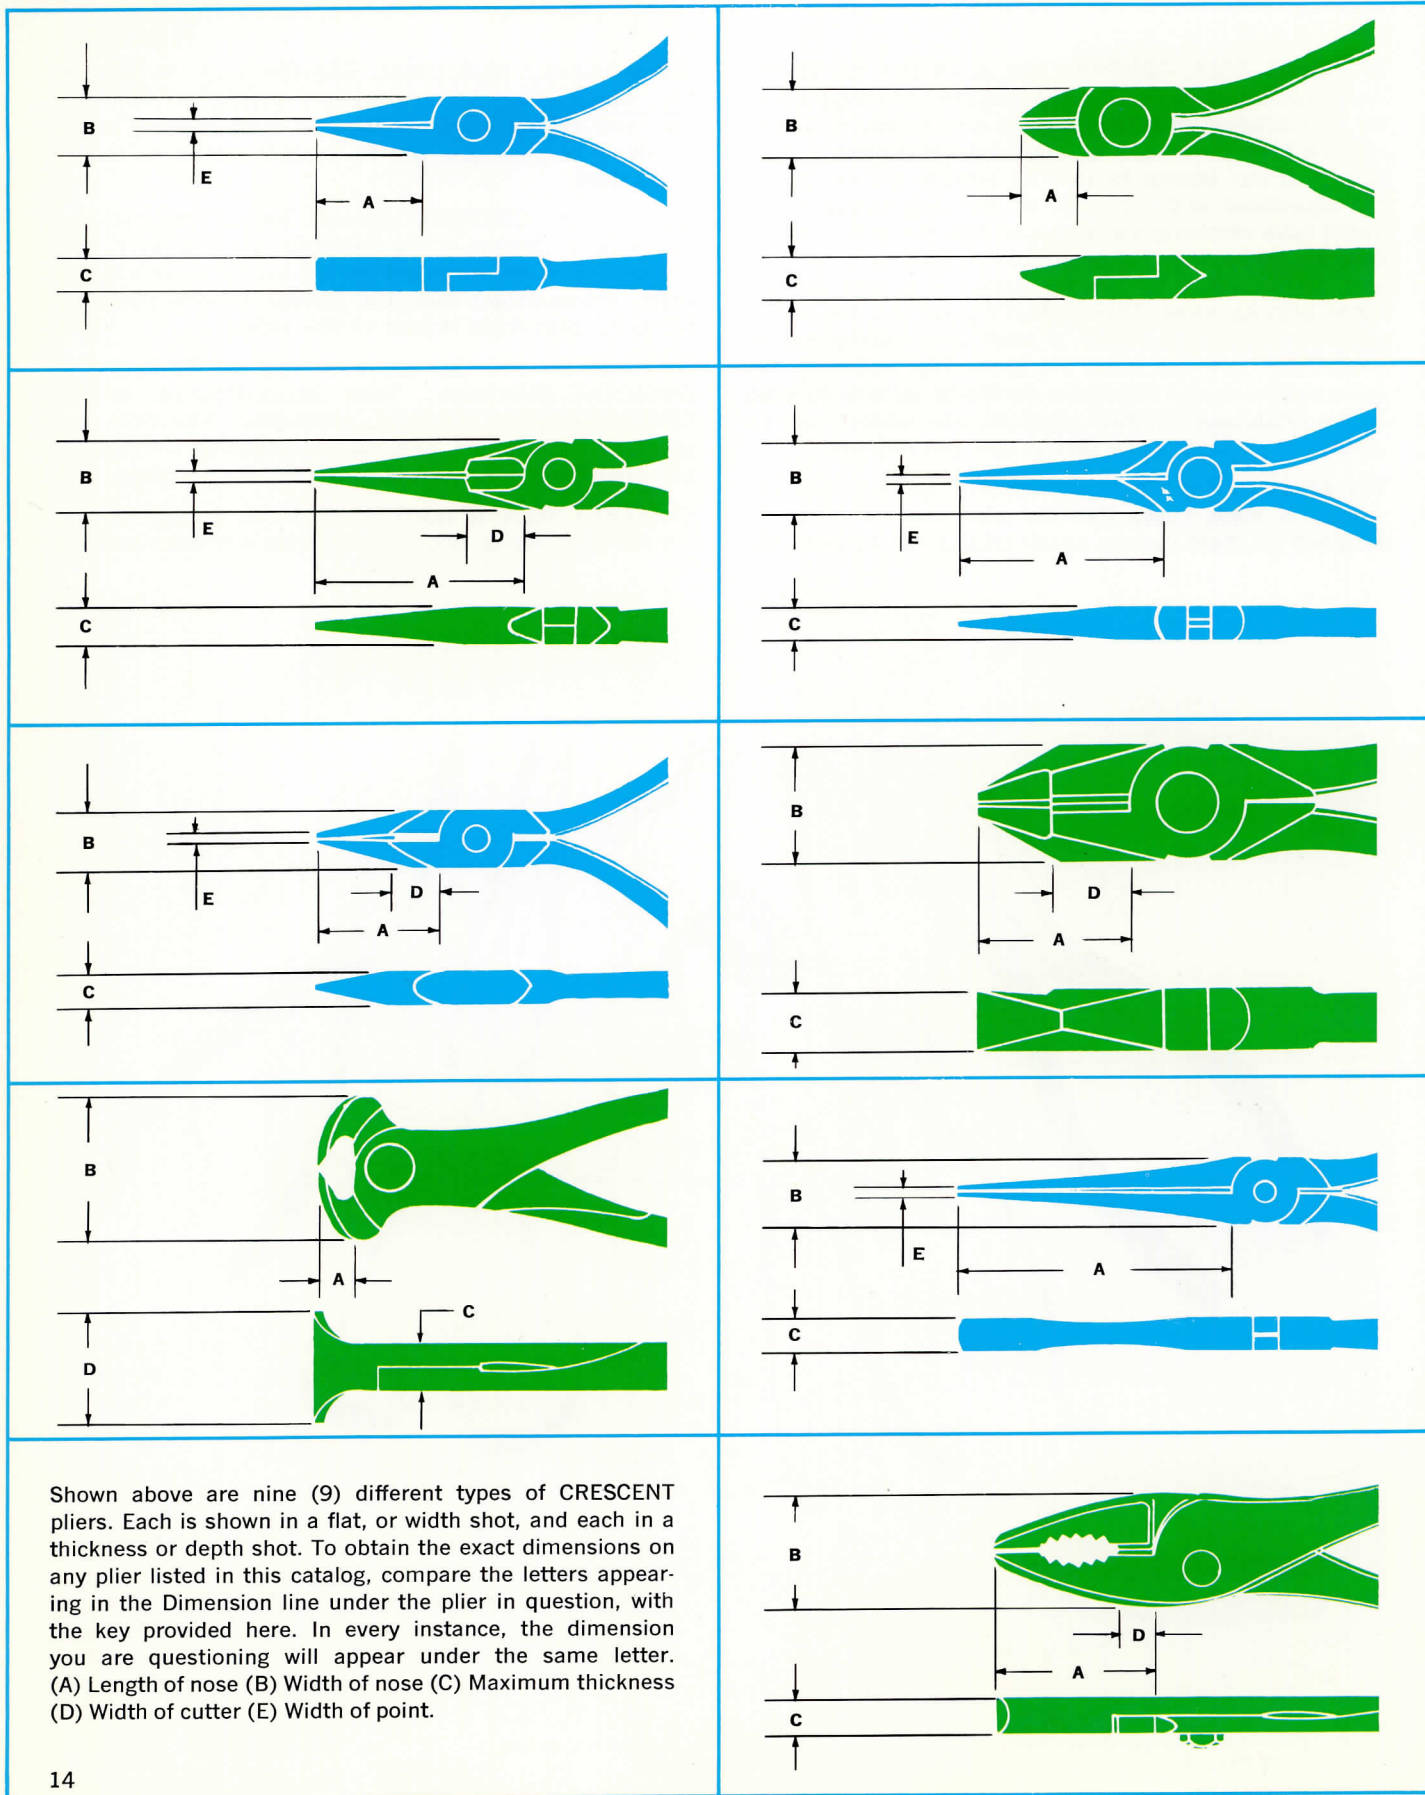 B
E
A
C
B
A
C
B
E
D
A
C
B
E
A
C
B
E
D
A
C
B
D
A
C
B
A
C
D
B
E
A
C
Shown above are nine (9) different types of CRESCENT
pliers. Each is shown in a flat, or width shot, and each in a
thickness or depth shot. To obtain the exact dimensions on
any plier listed in this catalog, compare the letters appear-
ing in the Dimension line under the plier in question, with
the key provided here. In every instance, the dimension
you are questioning will appear under the same letter.
(A) Length of nose (B) Width of nose (C) Maximum thickness
(D) Width of cutter (E) Width of point.
B
D
A
C
14